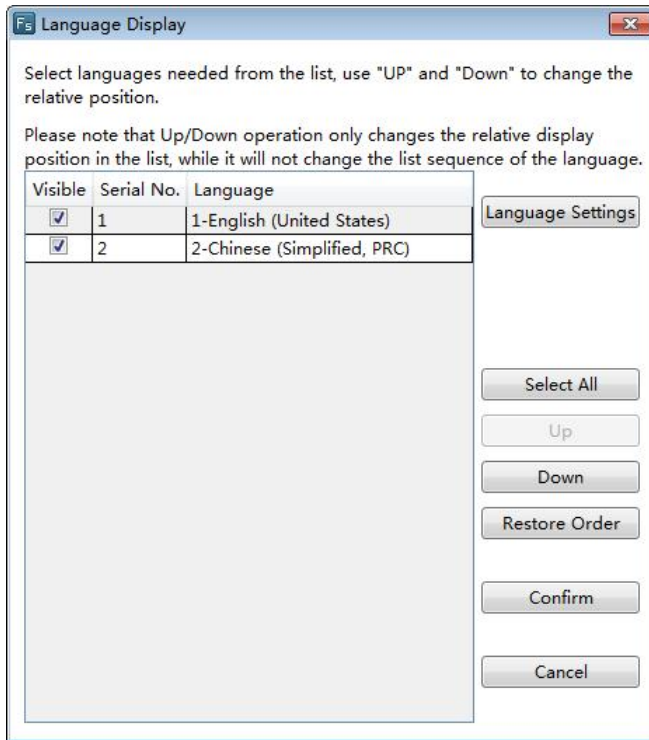 Fs Language Display
Select languages needed from the list, use "UP" and "Down" to change the
relative position.
Please note that Up/Down operation only changes the relative display
position in the list, while it will not change the list sequence of the language.
Visible Serial No. Language
1 1-English (United States)
2 2-Chinese (Simplified, PRC)
Language Settings
Select All
Up
Down
Restore Order
Confirm
Cancel